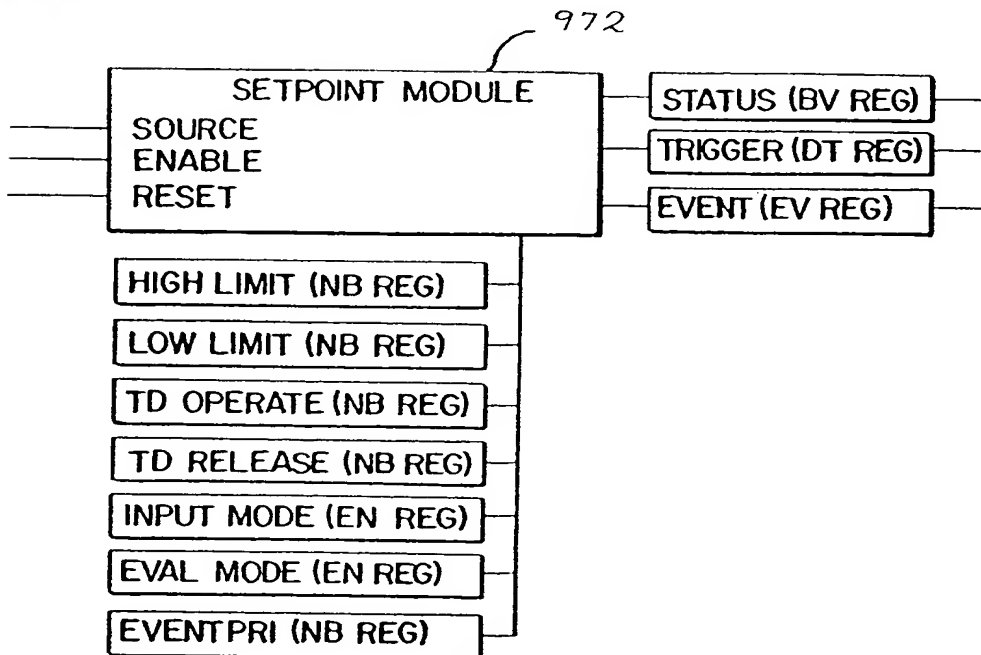 972
SETPOINT MODULE
SOURCE
ENABLE
RESET
STATUS (BV REG)
TRIGGER (DT REG)
EVENT (EV REG)
HIGH LIMIT (NB REG)
LOW LIMIT (NB REG)
TD OPERATE (NB REG)
TD RELEASE (NB REG)
INPUT MODE (EN REG)
EVAL MODE (EN REG)
EVENT PRI (NB REG)